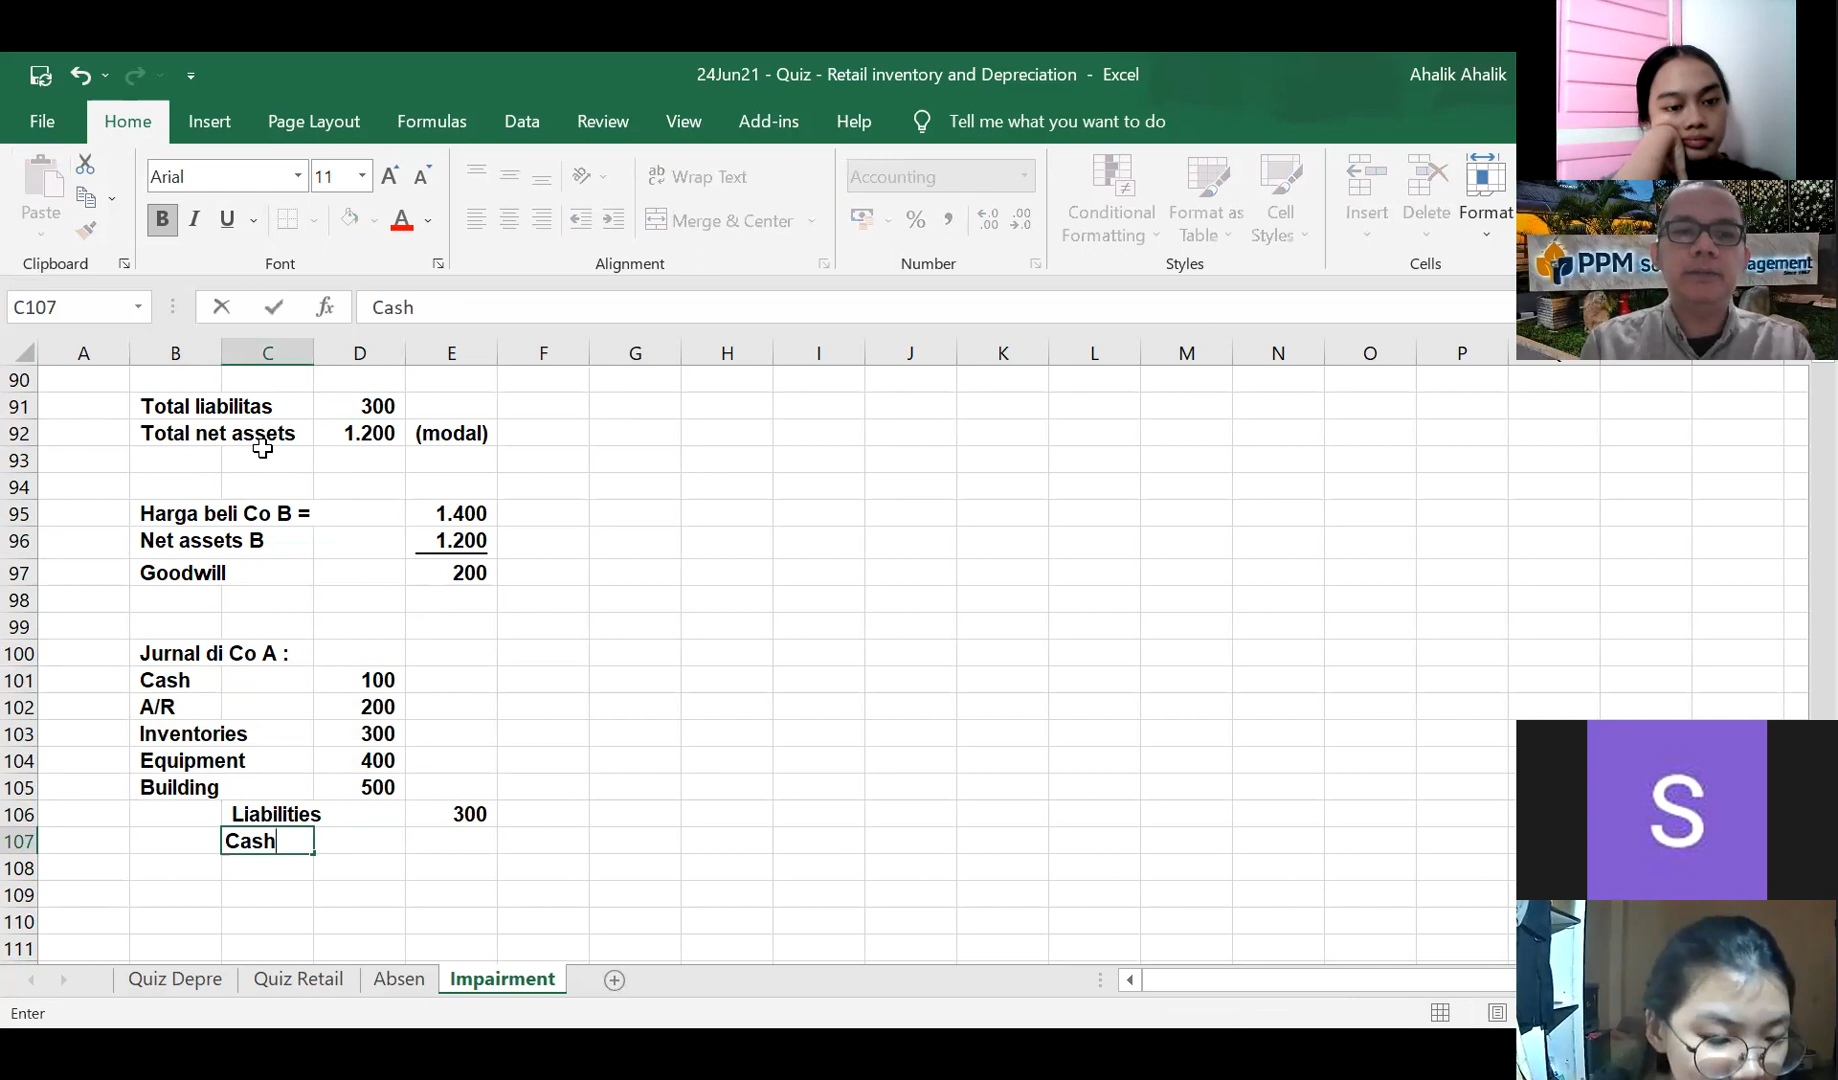 24Jun21 - Quiz - Retail inventory and Depreciation - Excel
Ahalik Ahalik
File Home Insert Page Layout Formulas Data Review View Add-ins Help Tell me what you want to do
Paste
Clipboard
Arial 11
B I U A
Font
Wrap Text
Merge & Center
Alignment
Accounting
% ,
Number
Conditional Formatting
Format as Table
Cell Styles
Styles
Insert Delete Format
Cells
PPM
C107 fx Cash
A B C D E F G H I J K L M N O P
90
91 Total liabilitas 300
92 Total net assets 1.200 (modal)
93
94
95 Harga beli Co B = 1.400
96 Net assets B 1.200
97 Goodwill 200
98
99
100 Jurnal di Co A :
101 Cash 100
102 A/R 200
103 Inventories 300
104 Equipment 400
105 Building 500
106 Liabilities 300
107 Cash
108
109
110
111
S
Quiz Depre Quiz Retail Absen Impairment
Enter